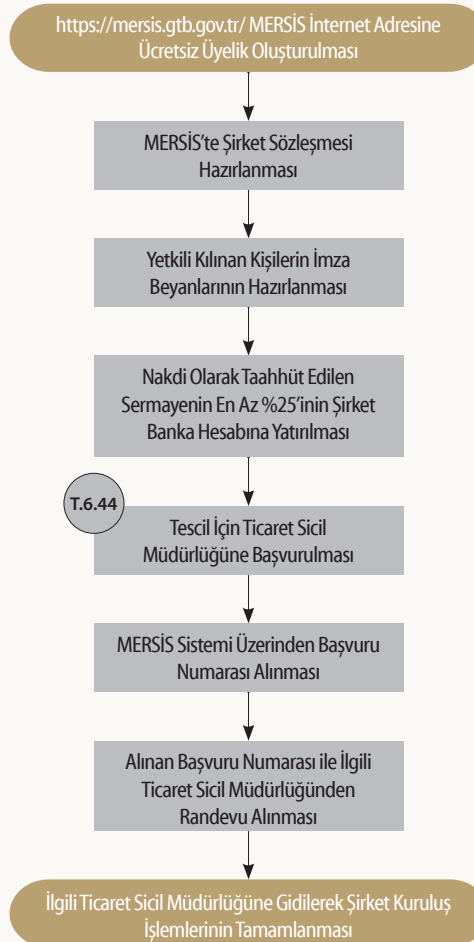 https://mersis.gtb.gov.tr/ MERSİS İnternet Adresine
Ücretsiz Üyelik Oluşturulması
MERSİS’te Şirket Sözleşmesi
Hazırlanması
Yetkili Kılınan Kişilerin İmza
Beyanlarının Hazırlanması
Nakdi Olarak Taahhüt Edilen
Sermayenin En Az %25’inin Şirket
Banka Hesabına Yatırılması
T.6.44
Tescil İçin Ticaret Sicil
Müdürlüğüne Başvurulması
MERSİS Sistemi Üzerinden Başvuru
Numarası Alınması
Alınan Başvuru Numarası ile İlgili
Ticaret Sicil Müdürlüğünden
Randevu Alınması
İlgili Ticaret Sicil Müdürlüğüne Gidilerek Şirket Kuruluş
İşlemlerinin Tamamlanması